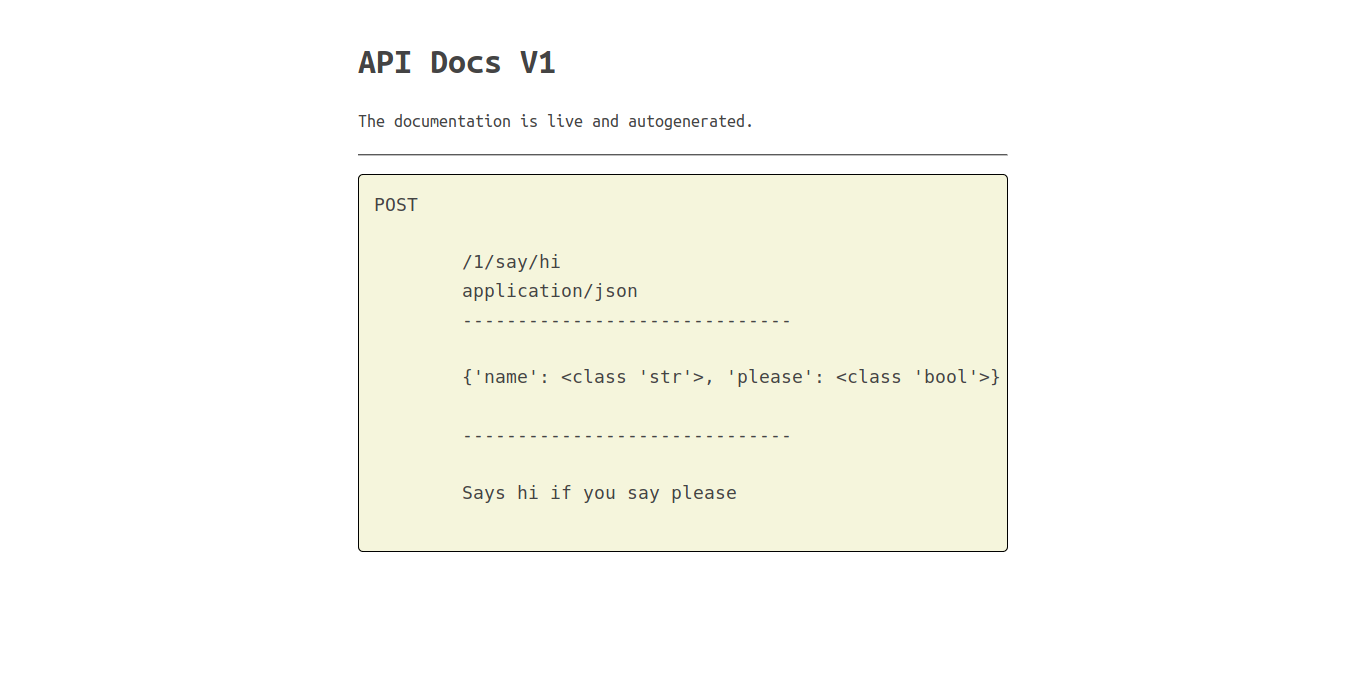 API Docs V1
The documentation is live and autogenerated.
POST
/1/say/hi
application/json
------------------------------
{'name': <class 'str'>, 'please': <class 'bool'>}
------------------------------
Says hi if you say please